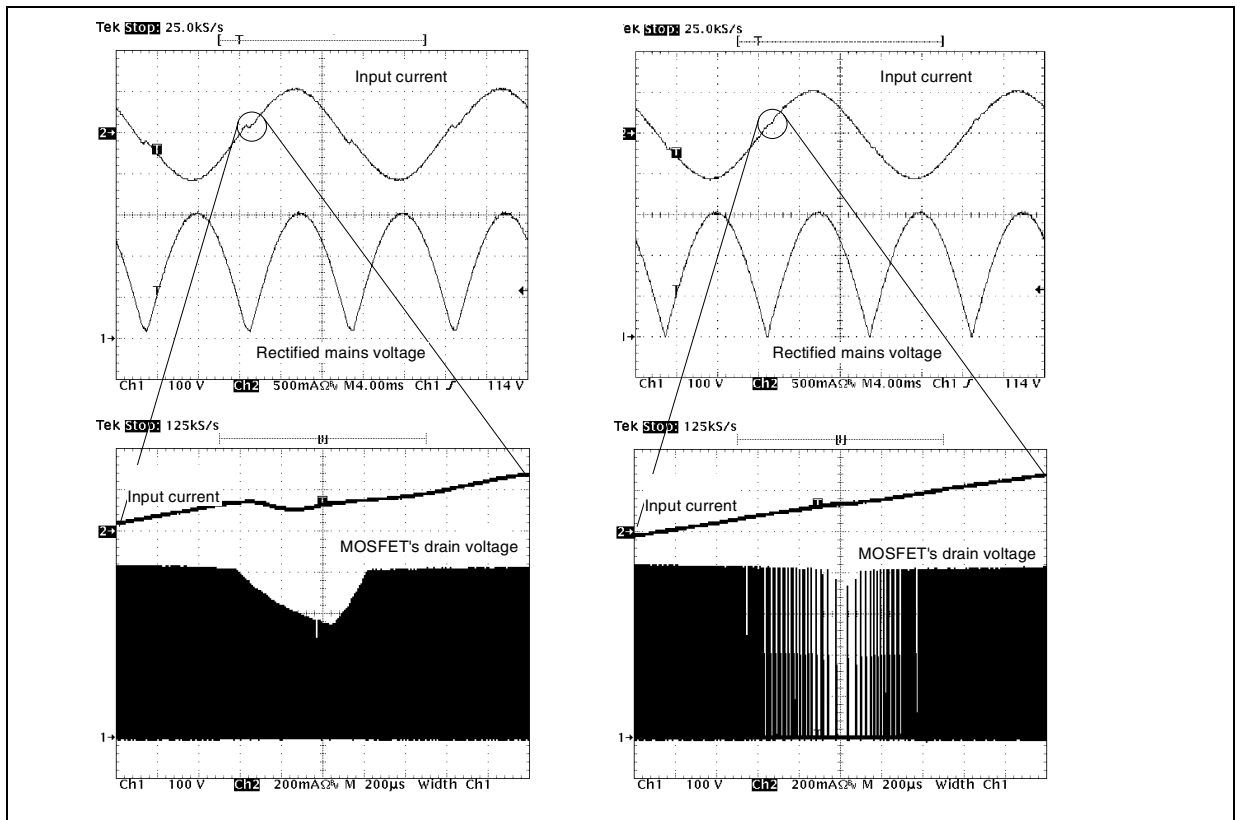 Tek Stop: 25.0kS/s
[ T ]
Input current
2→
T
T
1→
Rectified mains voltage
Ch1 100 V Ch2 500mAΩ M4.00ms Ch1 114 V
ek Stop: 25.0kS/s
[ T ]
Input current
2→
T
T
1→
Rectified mains voltage
Ch1 100 V Ch2 500mAΩ M4.00ms Ch1 114 V
Tek Stop: 125kS/s
Input current
T
2→
MOSFET's drain voltage
1→
Ch1 100 V Ch2 200mAΩ M 200µs Width Ch1
Tek Stop: 125kS/s
Input current
T
2→
MOSFET's drain voltage
1→
Ch1 100 V Ch2 200mAΩ M 200µs Width Ch1